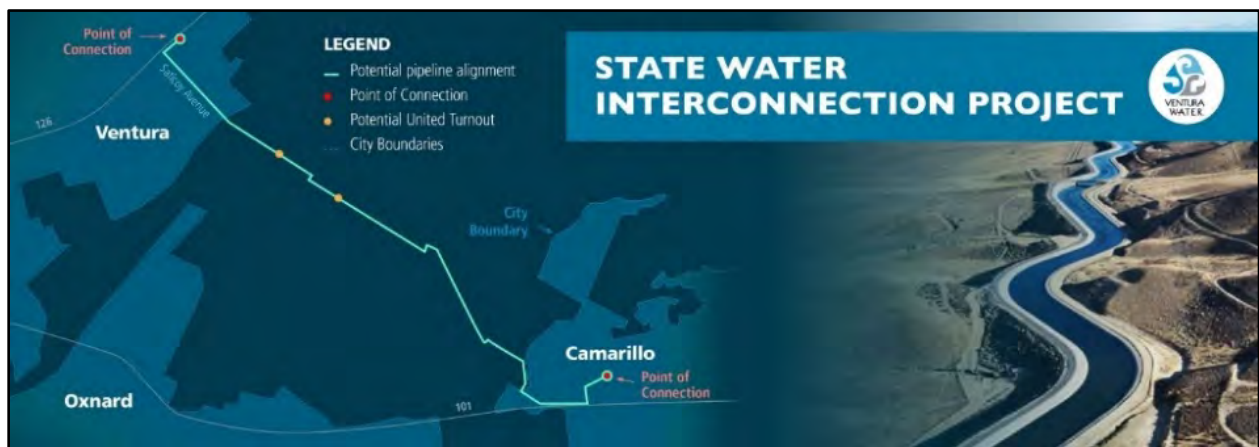 Point of
Connection
Saticoy Avenue
126
Ventura
LEGEND
Potential pipeline alignment
Point of Connection
Potential United Turnout
City Boundaries
STATE WATER
INTERCONNECTION PROJECT
VENTURA
WATER
City
Boundary
Camarillo
Point of
Connection
Oxnard
101